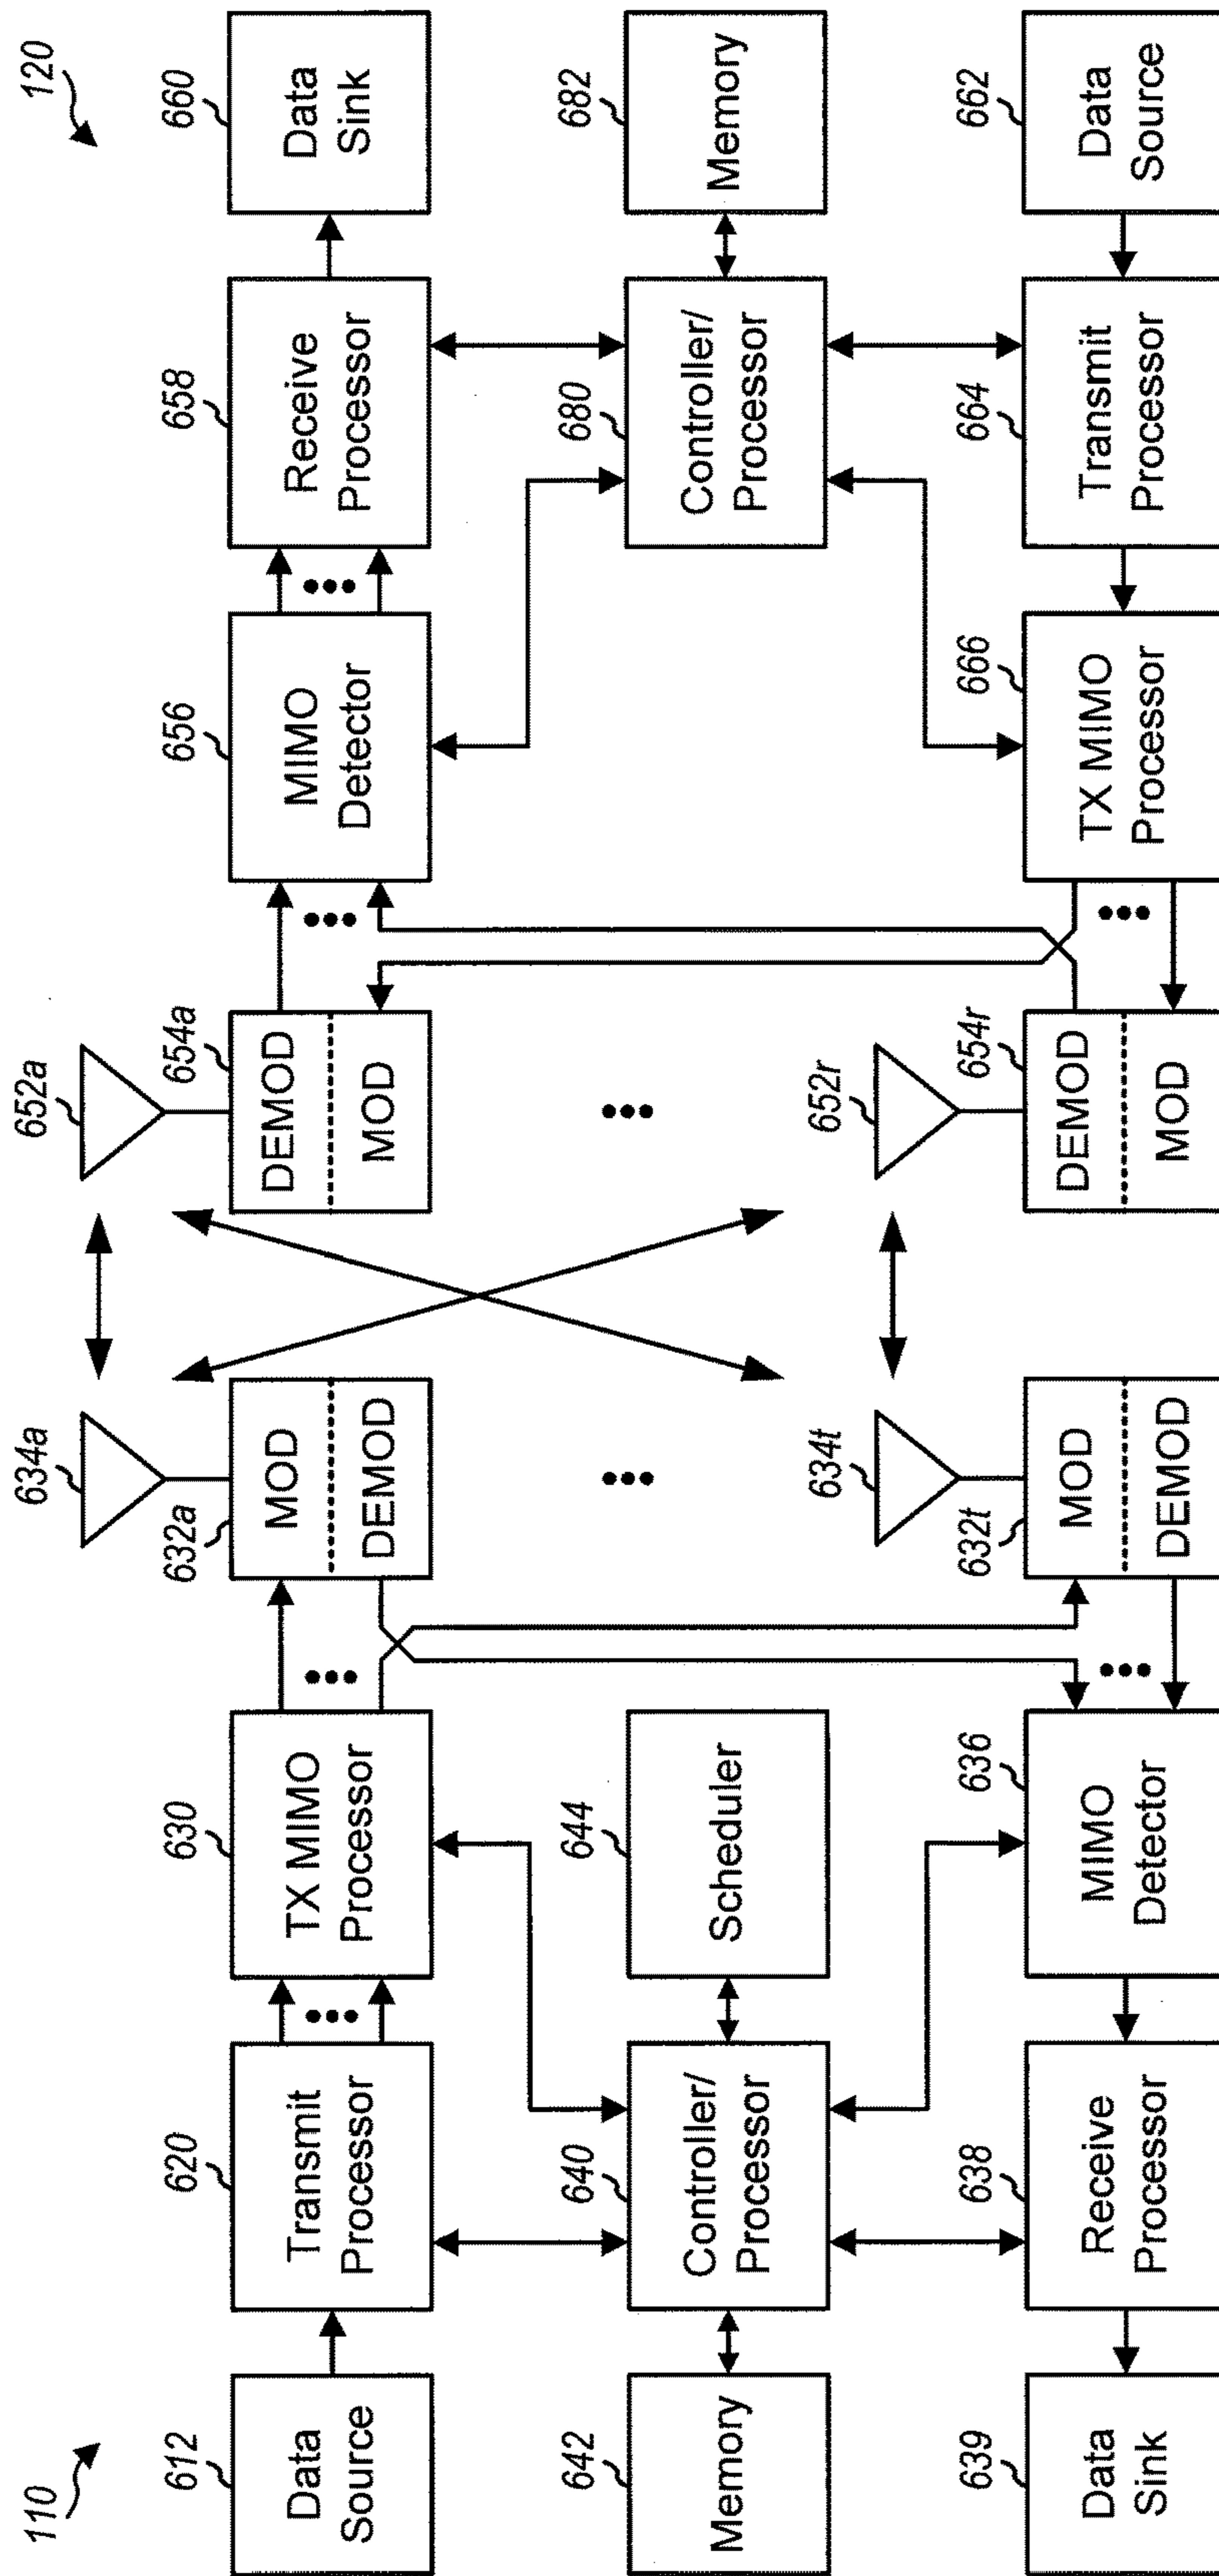 110
120
612
Data
Source
620
Transmit
Processor
630
TX MIMO
Processor
632a
MOD
DEMOD
634a
652a
654a
DEMOD
MOD
656
MIMO
Detector
658
Receive
Processor
660
Data
Sink
642
Memory
640
Controller/
Processor
644
Scheduler
680
Controller/
Processor
682
Memory
639
Data
Sink
638
Receive
Processor
636
MIMO
Detector
632t
MOD
DEMOD
634t
652r
654r
DEMOD
MOD
666
TX MIMO
Processor
664
Transmit
Processor
662
Data
Source